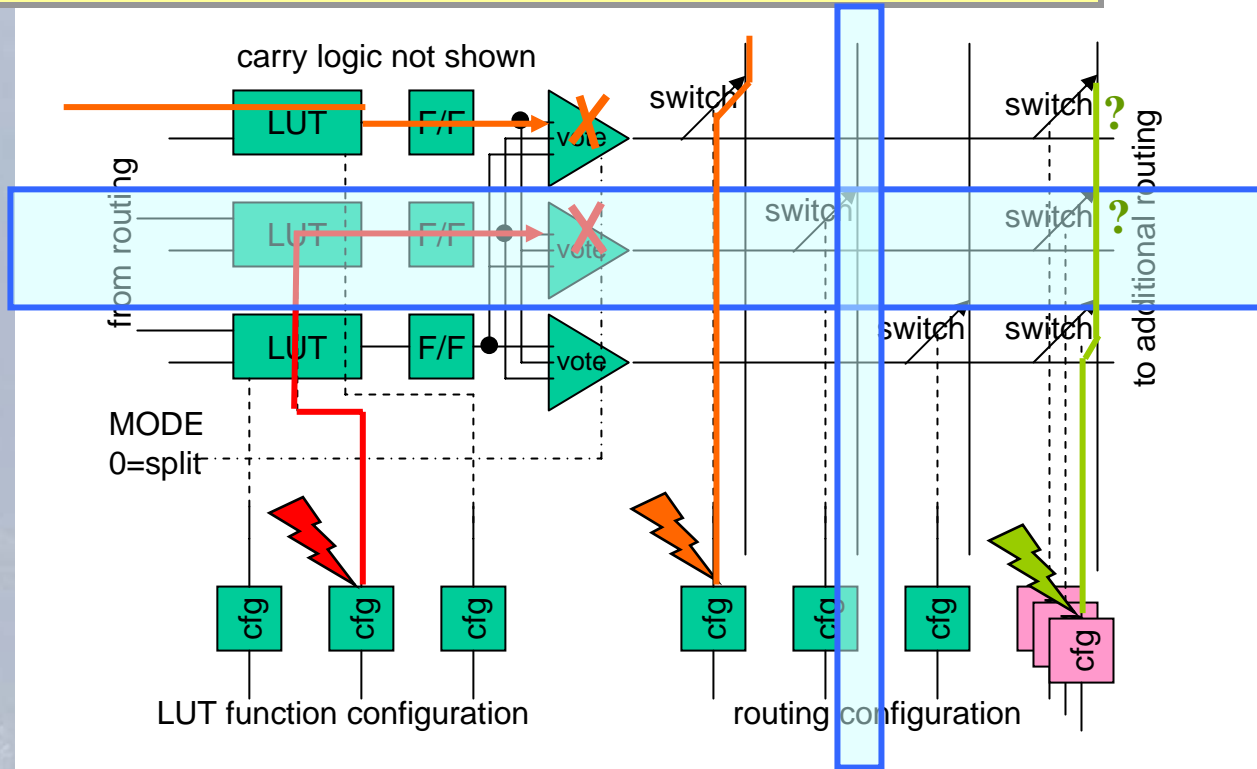 carry logic not shown
LUT
F/F
vote
switch
switch
?
from routing
LUT
F/F
vote
switch
switch
?
to additional routing
LUT
F/F
vote
switch
switch
MODE
0=split
cfg
cfg
cfg
cfg
cfg
cfg
cfg
LUT function configuration
routing configuration